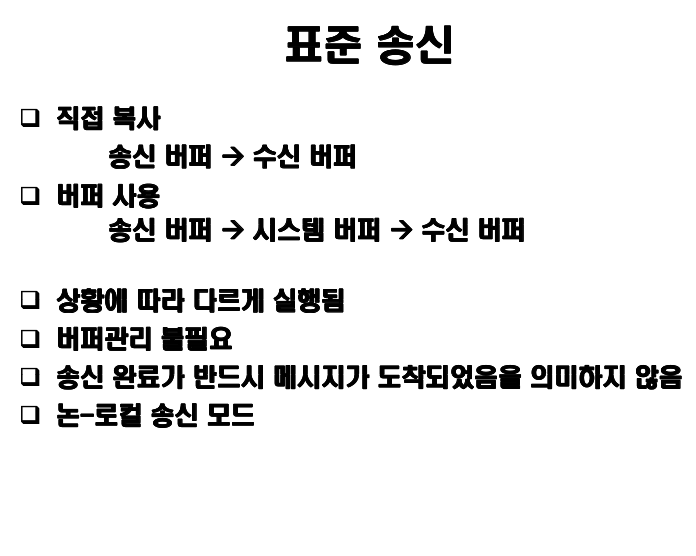 표준 송신
❑ 직접 복사
송신 버퍼 → 수신 버퍼
❑ 버퍼 사용
송신 버퍼 → 시스템 버퍼 → 수신 버퍼
❑ 상황에 따라 다르게 실행됨
❑ 버퍼관리 불필요
❑ 송신 완료가 반드시 메시지가 도착되었음을 의미하지 않음
❑ 논-로컬 송신 모드